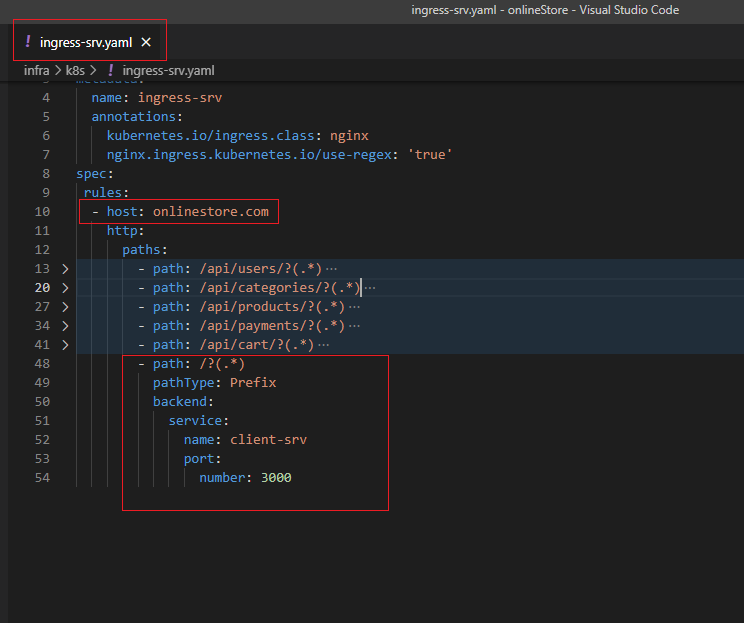 ingress-srv.yaml - onlineStore - Visual Studio Code
! ingress-srv.yaml ×
infra > k8s > ! ingress-srv.yaml
3 metadata:
4 name: ingress-srv
5 annotations:
6 kubernetes.io/ingress.class: nginx
7 nginx.ingress.kubernetes.io/use-regex: 'true'
8 spec:
9 rules:
10 - host: onlinestore.com
11 http:
12 paths:
13 > - path: /api/users/?(.*)···
20 > - path: /api/categories/?(.*)···
27 > - path: /api/products/?(.*)···
34 > - path: /api/payments/?(.*)···
41 > - path: /api/cart/?(.*)···
48 - path: /?(.*)
49 pathType: Prefix
50 backend:
51 service:
52 name: client-srv
53 port:
54 number: 3000